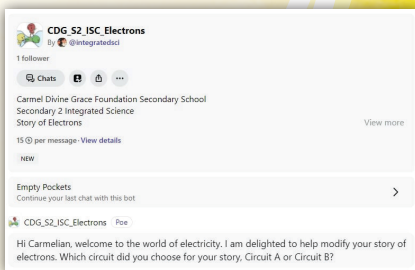 CDG_S2_ISC_Electrons
By @integratedsci
1 follower
Chats
Carmel Divine Grace Foundation Secondary School
Secondary 2 Integrated Science
Story of Electrons
View more
15 per message · View details
NEW
Empty Pockets
Continue your last chat with this bot
CDG_S2_ISC_Electrons Poe
Hi Carmelian, welcome to the world of electricity. I am delighted to help modify your story of
electrons. Which circuit did you choose for your story, Circuit A or Circuit B?